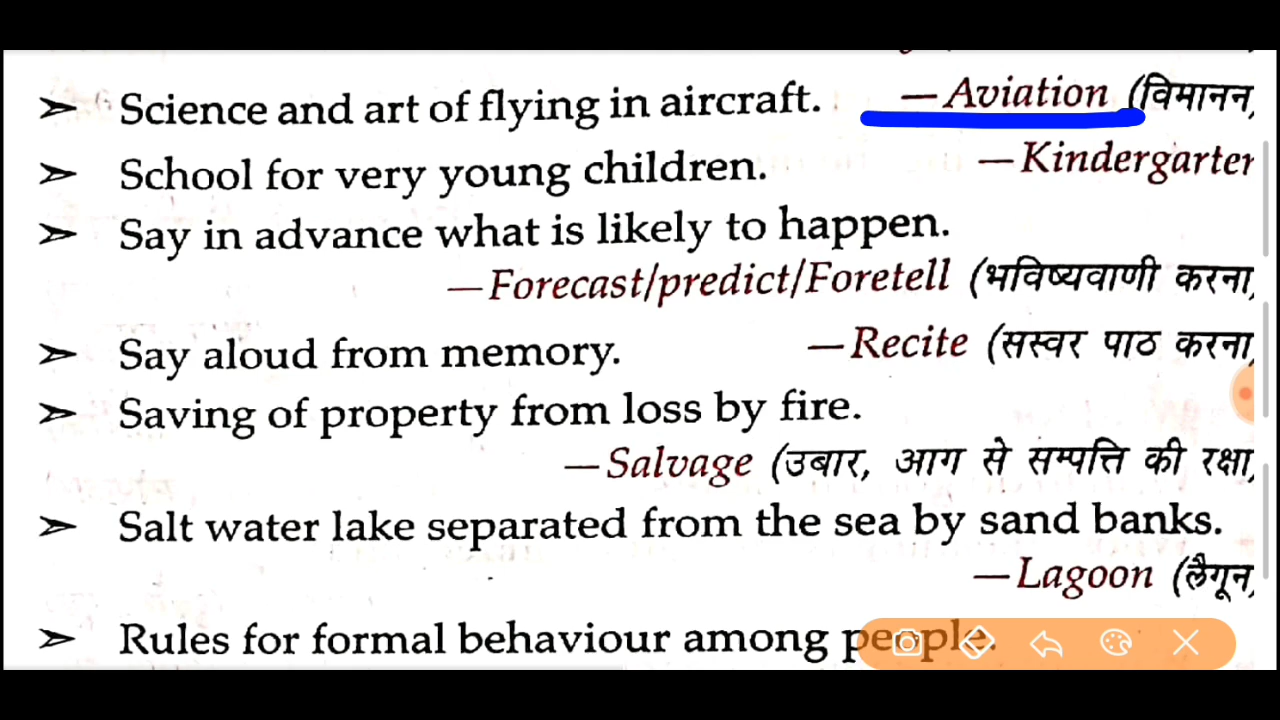 ➢ Science and art of flying in aircraft. —Aviation (विमानन)
➢ School for very young children. —Kindergarten
➢ Say in advance what is likely to happen.
—Forecast/predict/Foretell (भविष्यवाणी करना)
➢ Say aloud from memory. —Recite (सस्वर पाठ करना)
➢ Saving of property from loss by fire.
—Salvage (उबार, आग से सम्पत्ति की रक्षा)
➢ Salt water lake separated from the sea by sand banks.
—Lagoon (लैगून)
➢ Rules for formal behaviour among people.